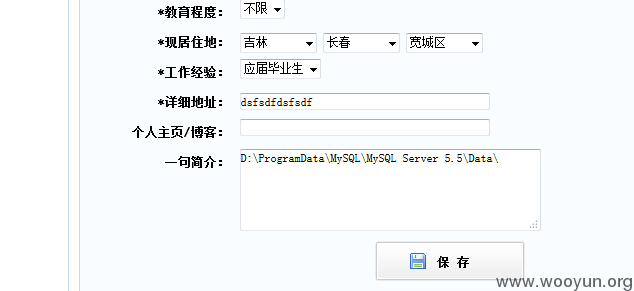 *教育程度： 不限
*现居住地： 吉林 长春 宽城区
*工作经验： 应届毕业生
*详细地址： dsfsdfdsfsdf
个人主页/博客：
一句简介： D:\ProgramData\MySQL\MySQL Server 5.5\Data\
保 存
www.wooyun.org